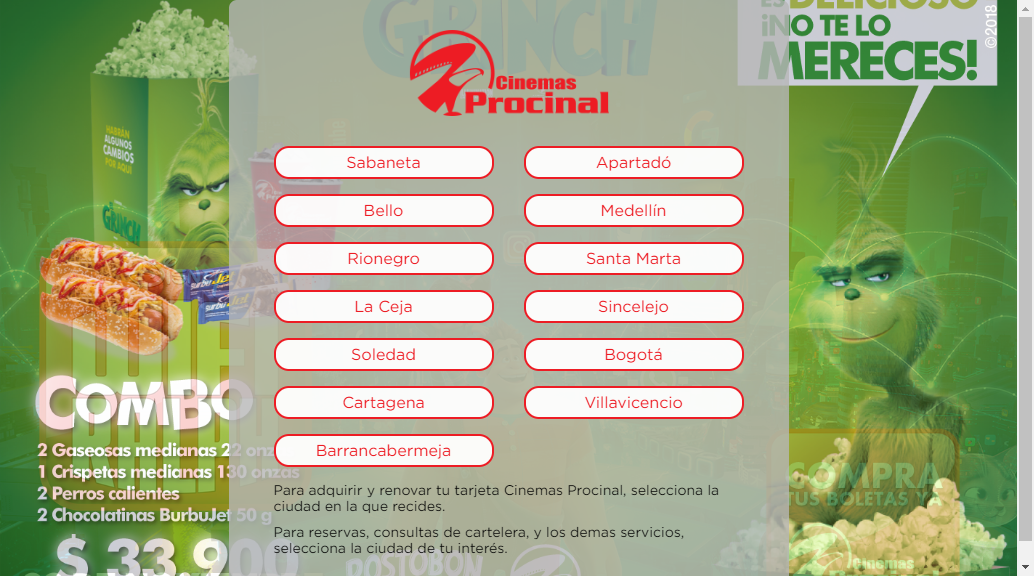 ES DELICIOSO
¡NO TE LO
MERECES!
©2018
GRINCH
Cinemas
Procinal
HABRÁN
ALGUNOS
CAMBIOS
POR AQUÍ
GRINCH
Sabaneta
Apartadó
Bello
Medellín
Rionegro
Santa Marta
La Ceja
Sincelejo
Soledad
Bogotá
Cartagena
Villavicencio
Barrancabermeja
Para adquirir y renovar tu tarjeta Cinemas Procinal, selecciona la
ciudad en la que recides.
Para reservas, consultas de cartelera, y los demas servicios,
selecciona la ciudad de tu interés.
COMBO
2 Gaseosas medianas 22 onz
1 Crispetas medianas 130 onzas
2 Perros calientes
2 Chocolatinas BurbuJet 50 g
$ 33.900
COMPRA
TUS BOLETAS YA
POSTOBÓN
Cinemas